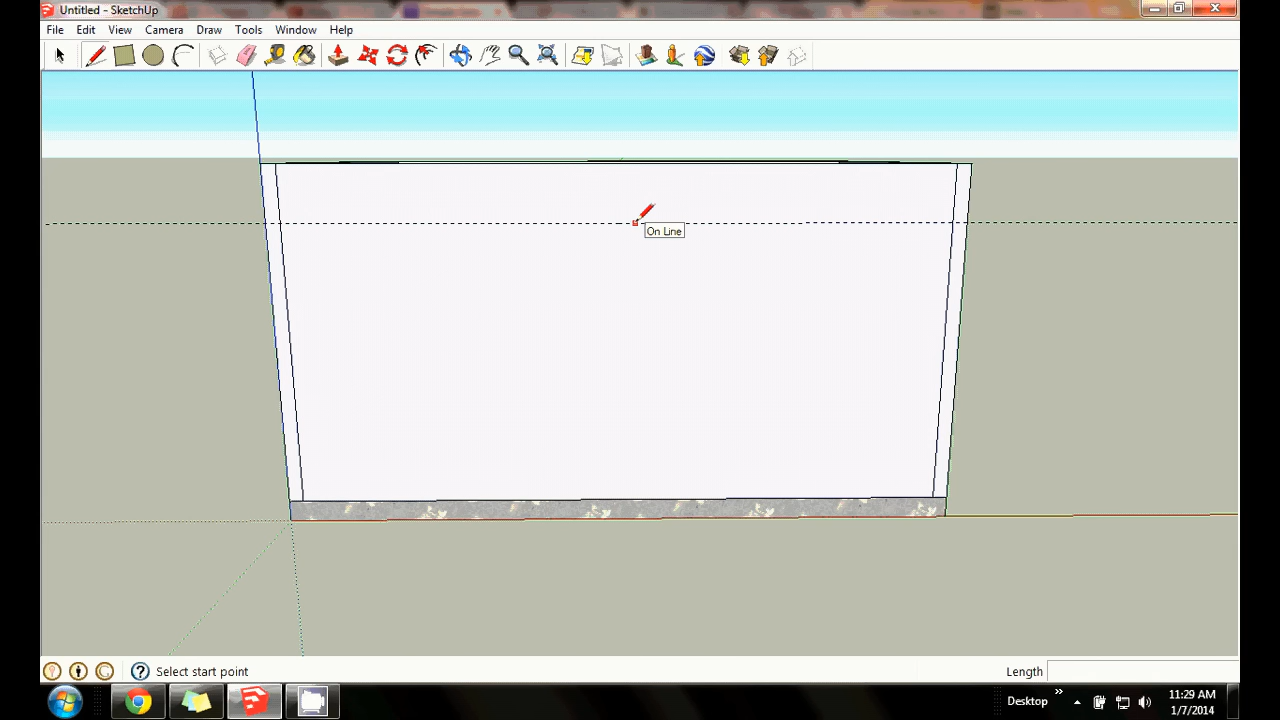 Untitled - SketchUp
File Edit View Camera Draw Tools Window Help
On Line
Select start point
Length
Desktop
11:29 AM
1/7/2014